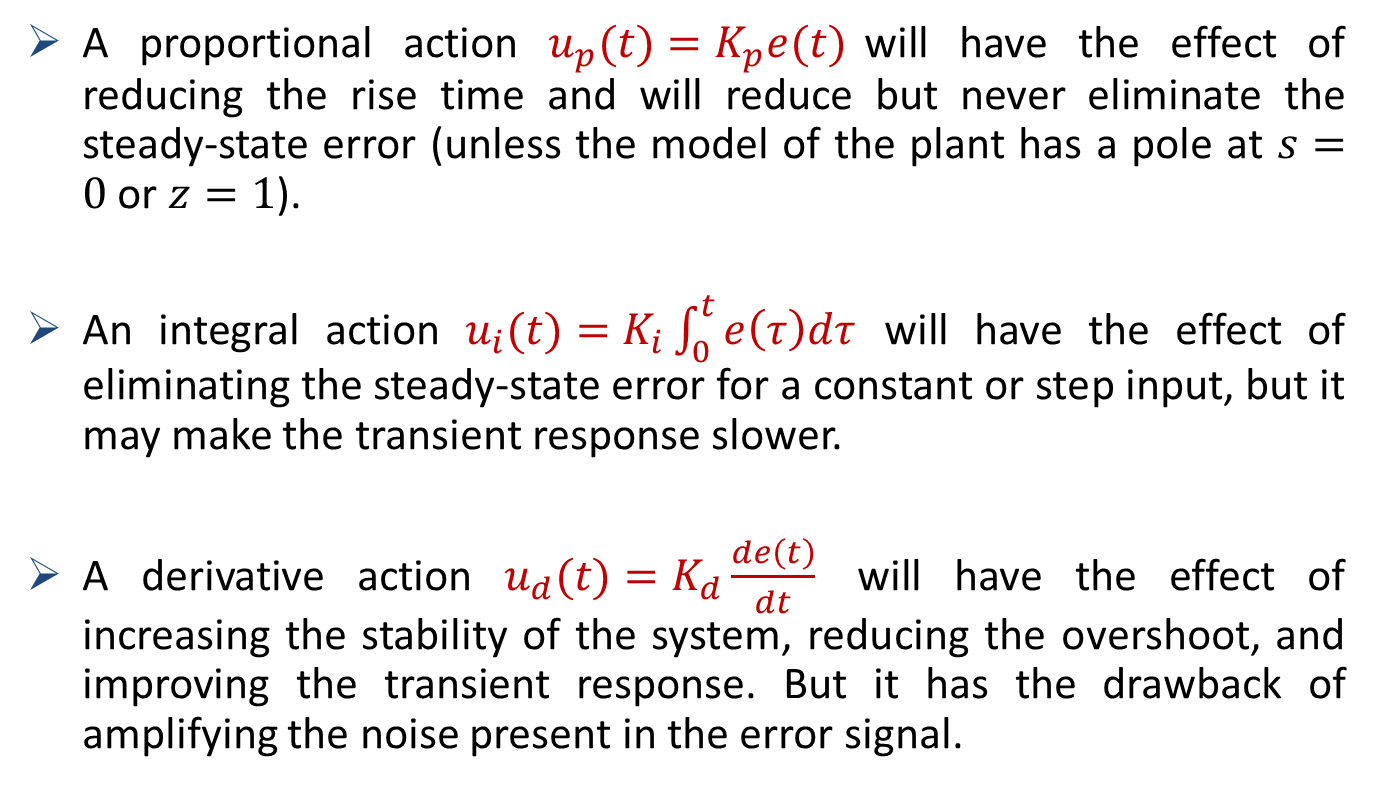 ➢ A proportional action u_p(t) = K_p e(t) will have the effect of
reducing the rise time and will reduce but never eliminate the
steady-state error (unless the model of the plant has a pole at s =
0 or z = 1).
➢ An integral action u_i(t) = K_i ∫_0^t e(τ)dτ will have the effect of
eliminating the steady-state error for a constant or step input, but it
may make the transient response slower.
➢ A derivative action u_d(t) = K_d de(t)/dt will have the effect of
increasing the stability of the system, reducing the overshoot, and
improving the transient response. But it has the drawback of
amplifying the noise present in the error signal.